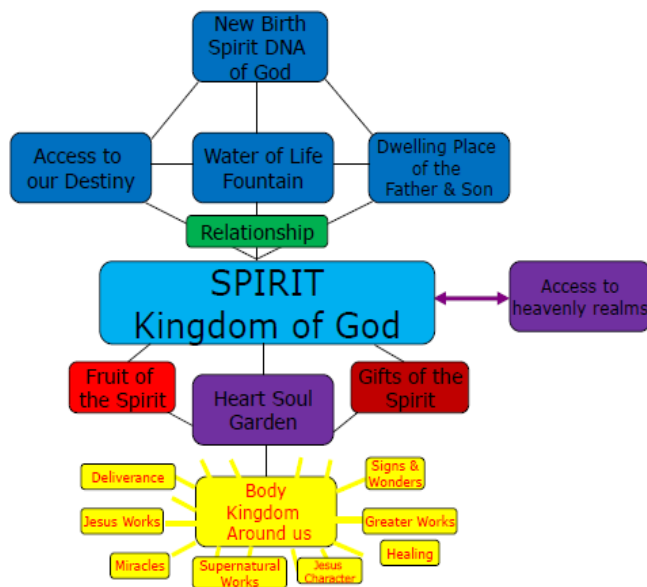 New Birth
Spirit DNA
of God
Access to
our Destiny
Water of Life
Fountain
Dwelling Place
of the
Father & Son
Relationship
SPIRIT
Kingdom of God
Access to
heavenly realms
Fruit of
the Spirit
Heart Soul
Garden
Gifts of the
Spirit
Deliverance
Body
Kingdom
Around us
Signs &
Wonders
Jesus Works
Greater Works
Miracles
Supernatural
Works
Jesus
Character
Healing